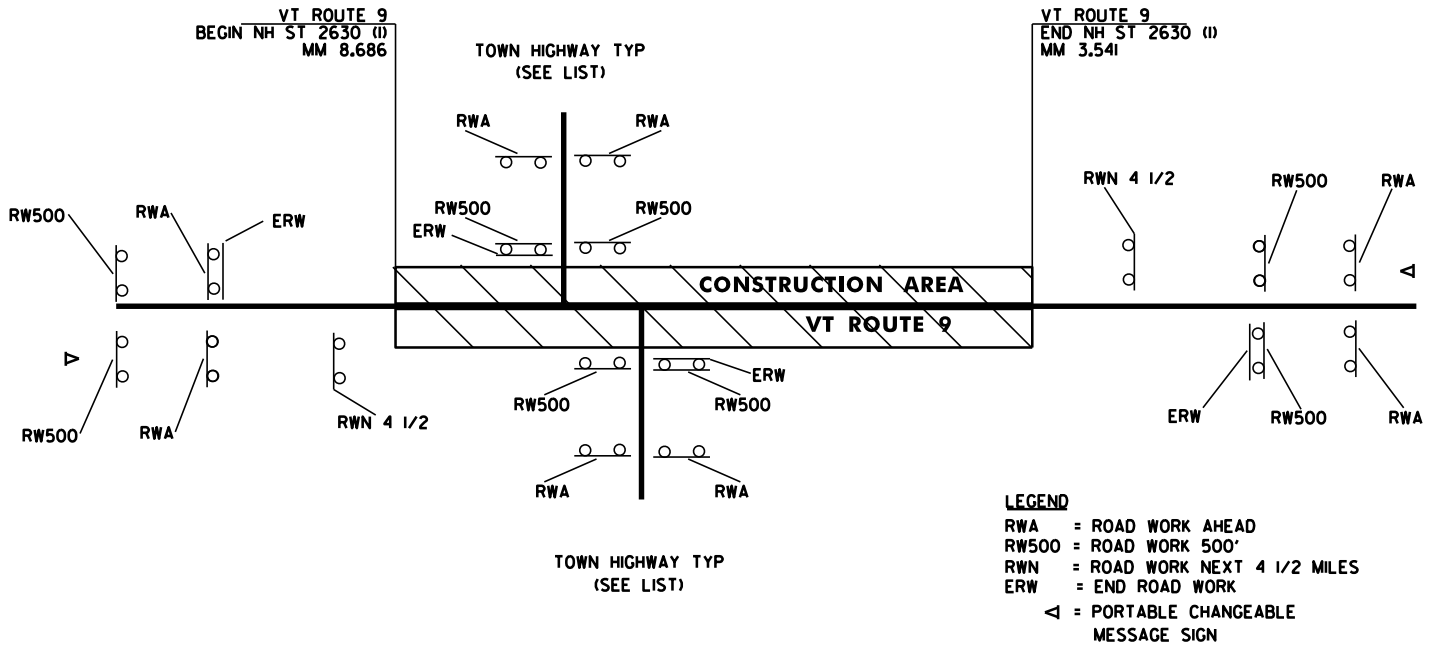 VT ROUTE 9
BEGIN NH ST 2630 (1)
MM 8.686
VT ROUTE 9
END NH ST 2630 (1)
MM 3.541
TOWN HIGHWAY TYP
(SEE LIST)
RWA
RWA
RW500
RW500
ERW
RW500
RWA
ERW
RWN 4 1/2
RW500
RWA
CONSTRUCTION AREA
VT ROUTE 9
RW500
RWA
RWN 4 1/2
RW500
ERW
RW500
ERW
RW500
RWA
RWA
RWA
TOWN HIGHWAY TYP
(SEE LIST)
LEGEND
RWA = ROAD WORK AHEAD
RW500 = ROAD WORK 500'
RWN = ROAD WORK NEXT 4 1/2 MILES
ERW = END ROAD WORK
= PORTABLE CHANGEABLE
MESSAGE SIGN